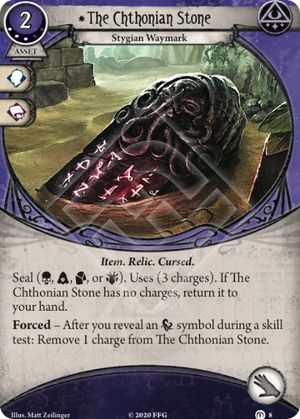 2
*The Chthonian Stone
Stygian Waymark
ASSET
Item. Relic. Cursed.
Seal (, , , or ). Uses (3 charges). If The
Chthonian Stone has no charges, return it to
your hand.
Forced – After you reveal an symbol during a skill
test: Remove 1 charge from The Chthonian Stone.
Illus. Matt Zeilinger
© 2020 FFG
8